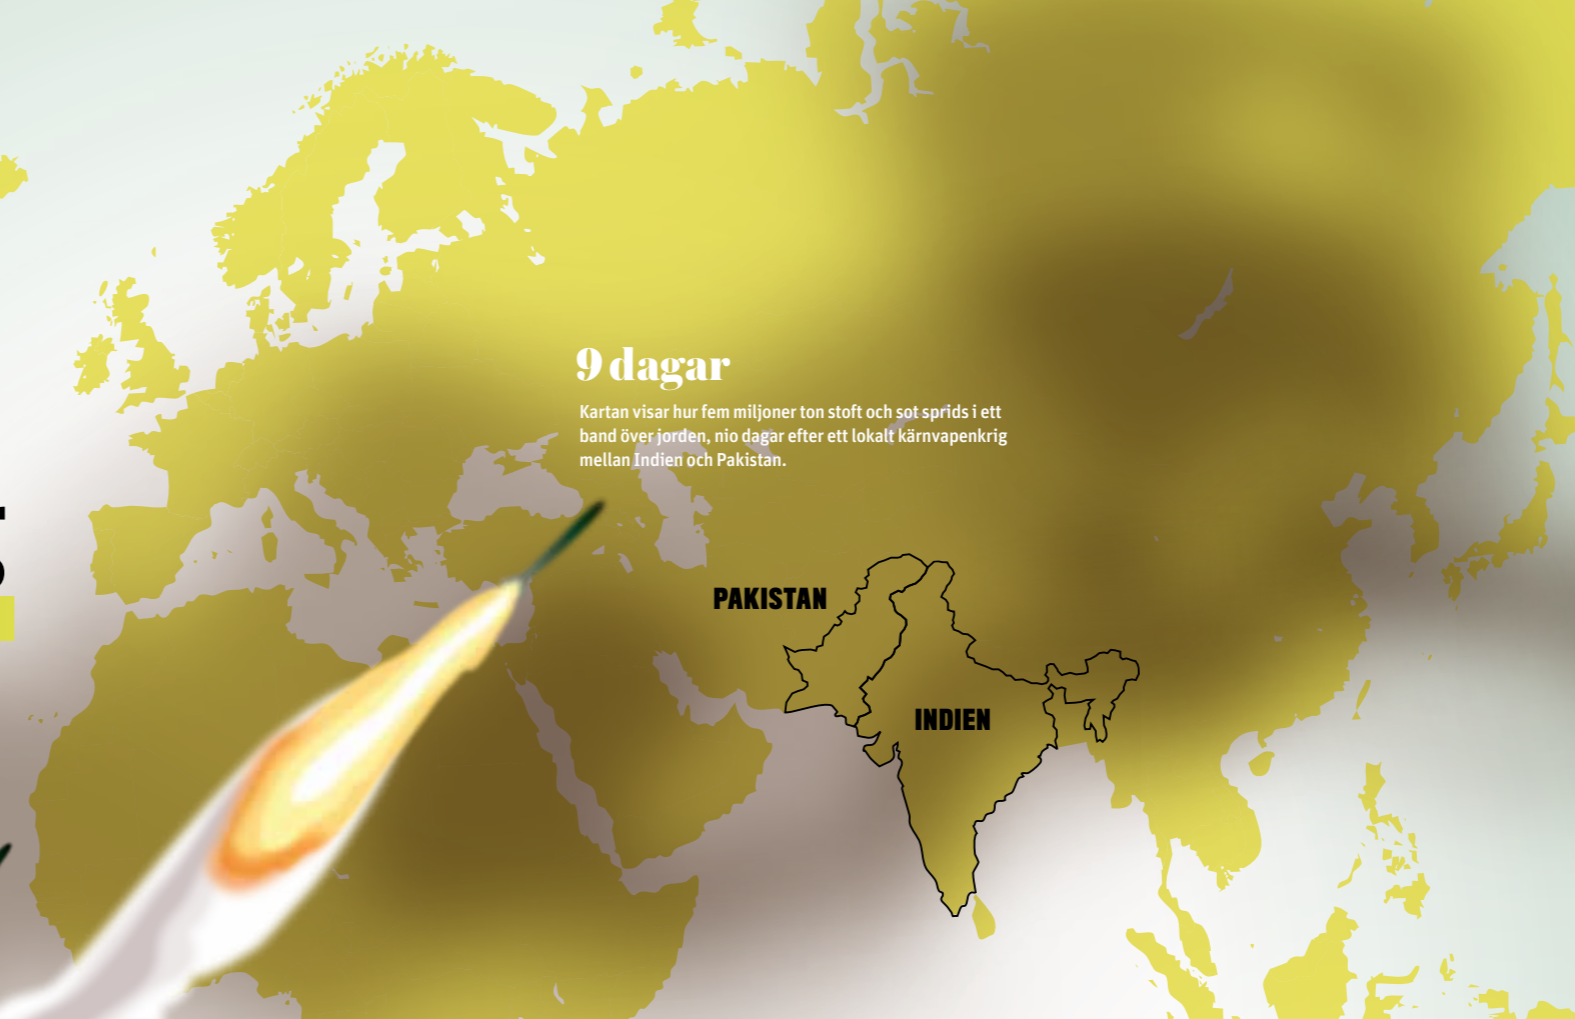 9 dagar
Kartan visar hur fem miljoner ton stoft och sot sprids i ett
band över jorden, nio dagar efter ett lokalt kärnvapenkrig
mellan Indien och Pakistan.
PAKISTAN
INDIEN